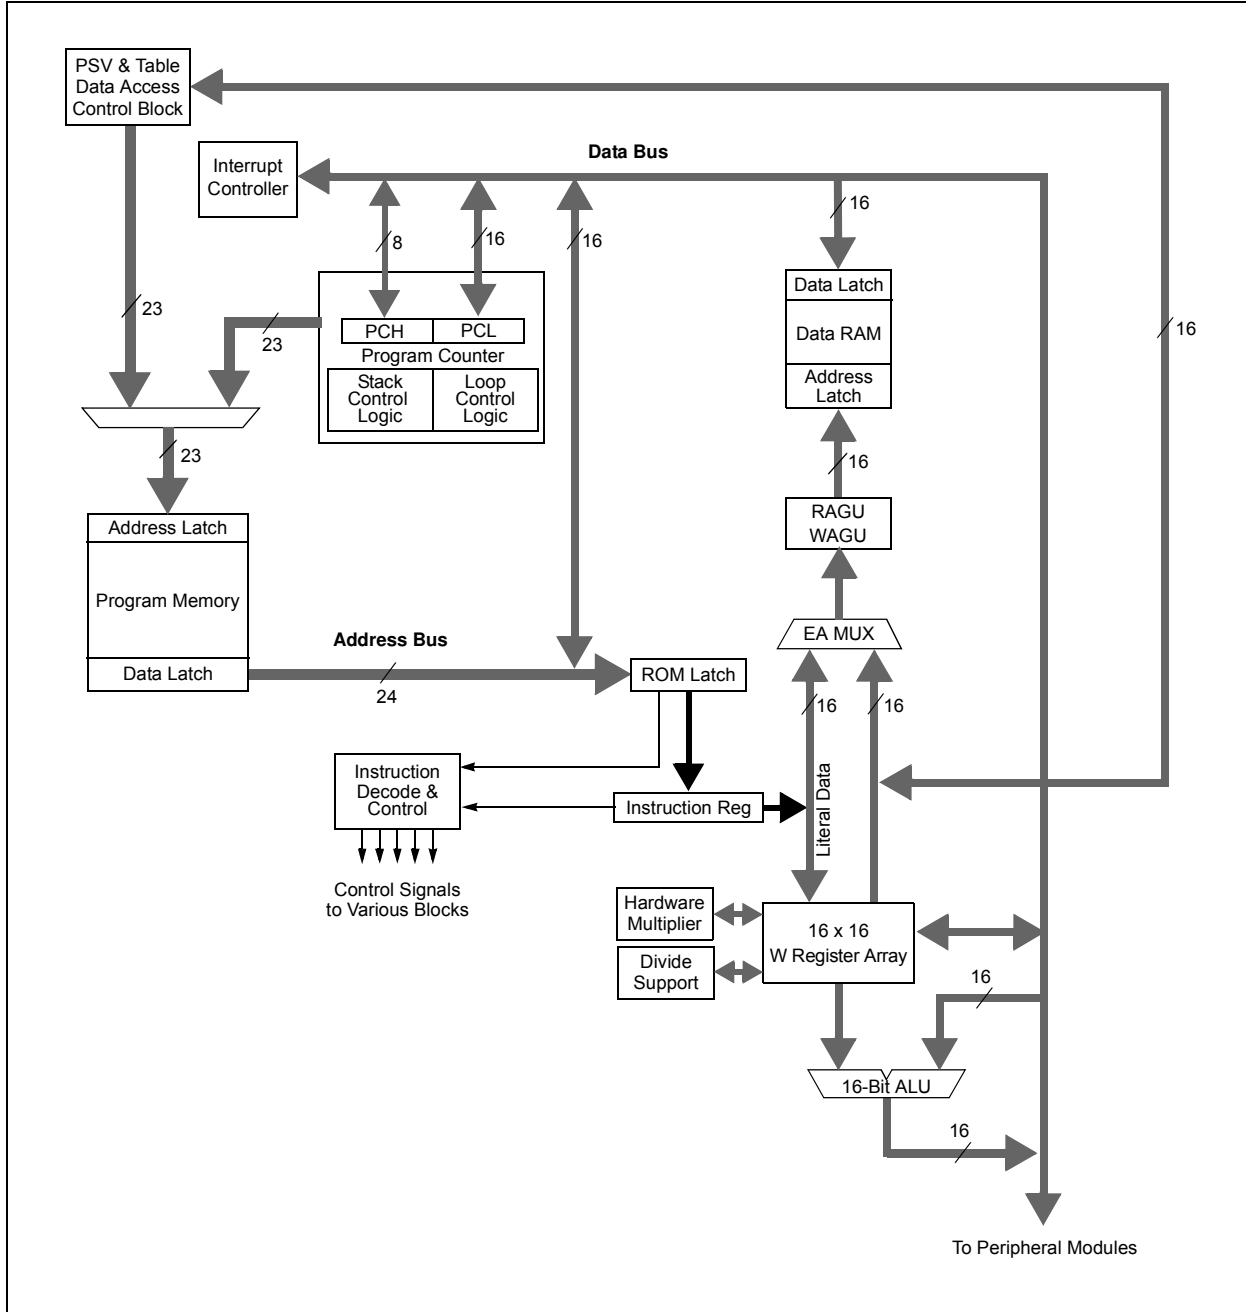 PSV & Table
Data Access
Control Block
Data Bus
Interrupt
Controller
16
8
16
16
23
23
16
PCH
PCL
Program Counter
Stack
Control
Logic
Loop
Control
Logic
Data Latch
Data RAM
Address
Latch
23
16
Address Latch
Program Memory
Data Latch
RAGU
WAGU
EA MUX
Address Bus
24
ROM Latch
16
16
Instruction
Decode &
Control
Instruction Reg
Literal Data
Control Signals
to Various Blocks
Hardware
Multiplier
16 x 16
W Register Array
Divide
Support
16
16-Bit ALU
16
To Peripheral Modules